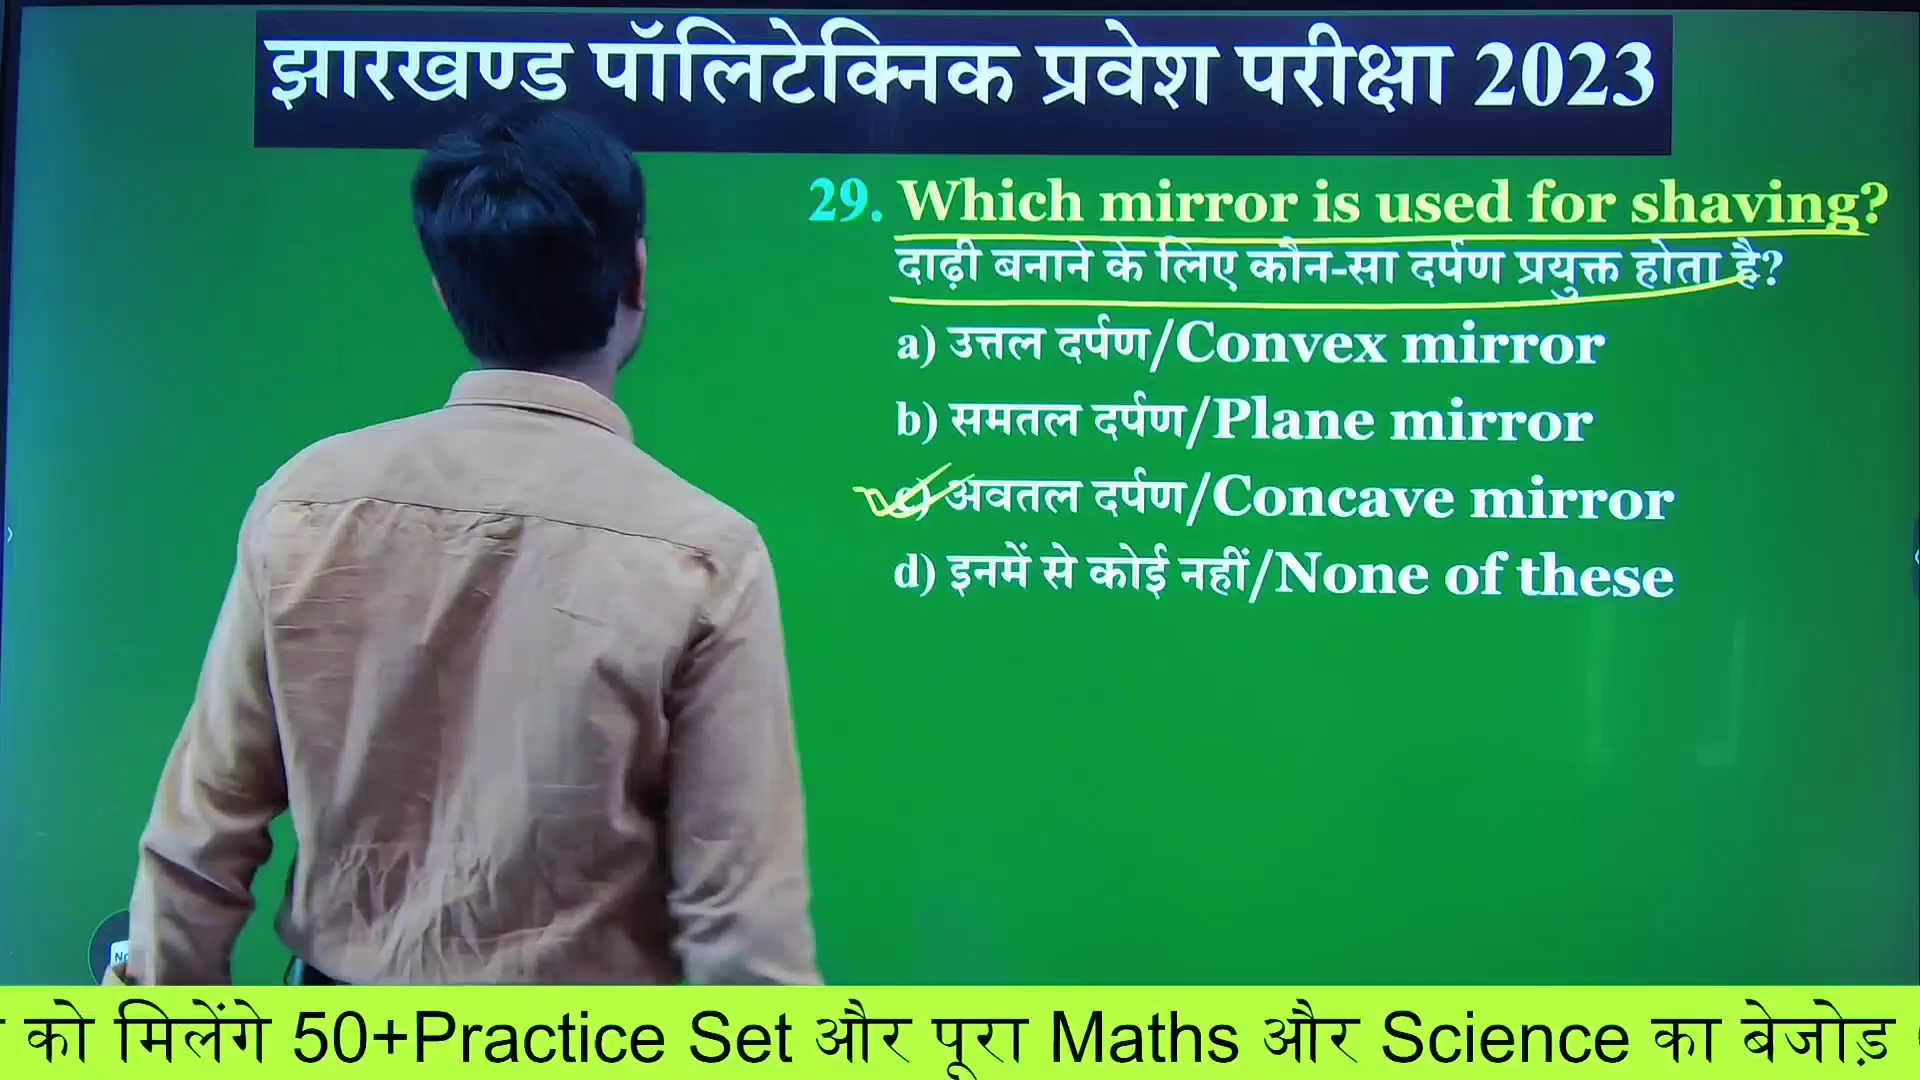 झारखण्ड पॉलिटेक्निक प्रवेश परीक्षा 2023
29. Which mirror is used for shaving?
दाढ़ी बनाने के लिए कौन-सा दर्पण प्रयुक्त होता है?
a) उत्तल दर्पण/Convex mirror
b) समतल दर्पण/Plane mirror
c) अवतल दर्पण/Concave mirror
d) इनमें से कोई नहीं/None of these
को मिलेंगे 50+Practice Set और पूरा Maths और Science का बेजोड़